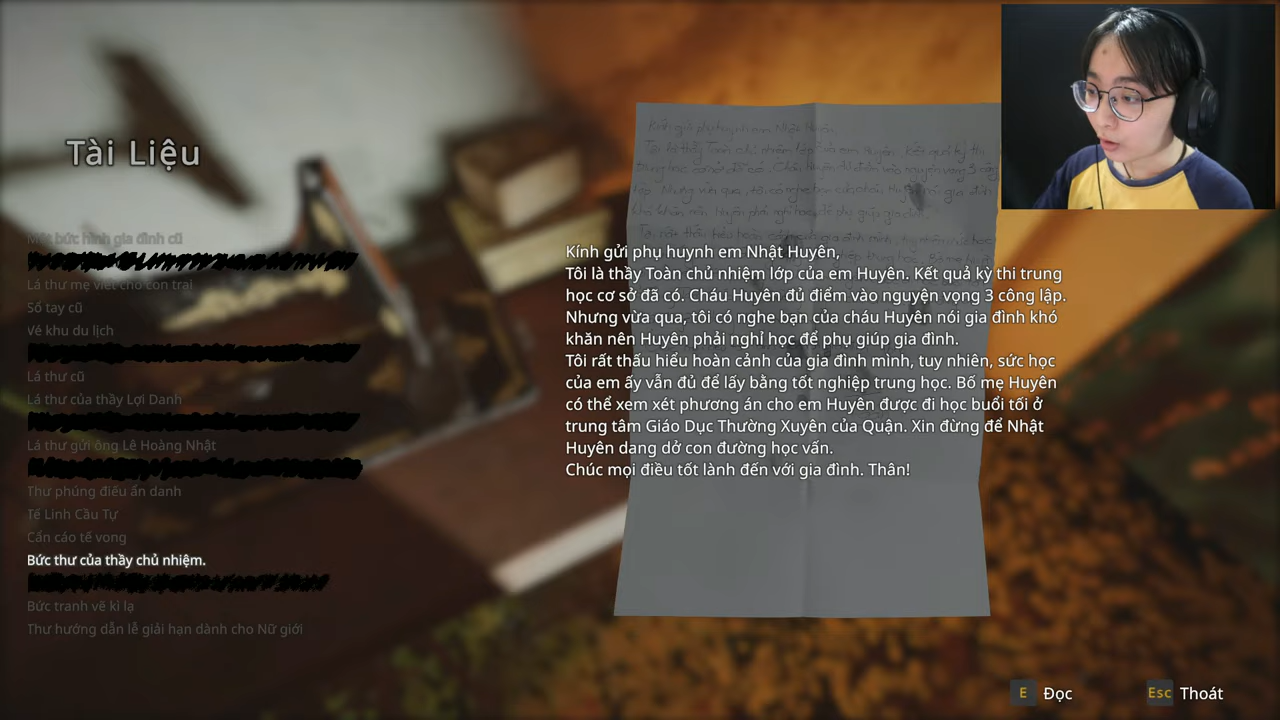 Tài Liệu
Một bức hình gia đình cũ
Lá thư mẹ viết cho con trai
Sổ tay cũ
Vé khu du lịch
Lá thư cũ
Lá thư của thầy Lợi Danh
Lá thư gửi ông Lê Hoàng Nhật
Thư phúng điếu ẩn danh
Tế Linh Cầu Tự
Cẩn cáo tế vong
Bức thư của thầy chủ nhiệm.
Bức tranh vẽ kì lạ
Thư hướng dẫn lễ giải hạn dành cho Nữ giới
Kính gửi phụ huynh em Nhật Huyên,
Kính gửi phụ huynh em Nhật Huyên,
Tôi là thầy Toàn chủ nhiệm lớp của em Huyên. Kết quả kỳ thi trung
học cơ sở đã có. Cháu Huyên đủ điểm vào nguyện vọng 3 công lập.
Nhưng vừa qua, tôi có nghe bạn của cháu Huyên nói gia đình khó
khăn nên Huyên phải nghỉ học để phụ giúp gia đình.
Tôi rất thấu hiểu hoàn cảnh của gia đình mình, tuy nhiên, sức học
của em ấy vẫn đủ để lấy bằng tốt nghiệp trung học. Bố mẹ Huyên
có thể xem xét phương án cho em Huyên được đi học buổi tối ở
trung tâm Giáo Dục Thường Xuyên của Quận. Xin đừng để Nhật
Huyên dang dở con đường học vấn.
Chúc mọi điều tốt lành đến với gia đình. Thân!
E Đọc
Esc Thoát